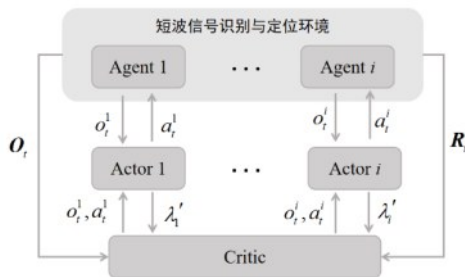 短波信号识别与定位环境
Agent 1 ··· Agent i
O_t o_t^1 a_t^1 o_t^i a_t^i R_t
Actor 1 ··· Actor i
o_t^1, a_t^1 λ_1′ o_t^i, a_t^i λ_i′
Critic